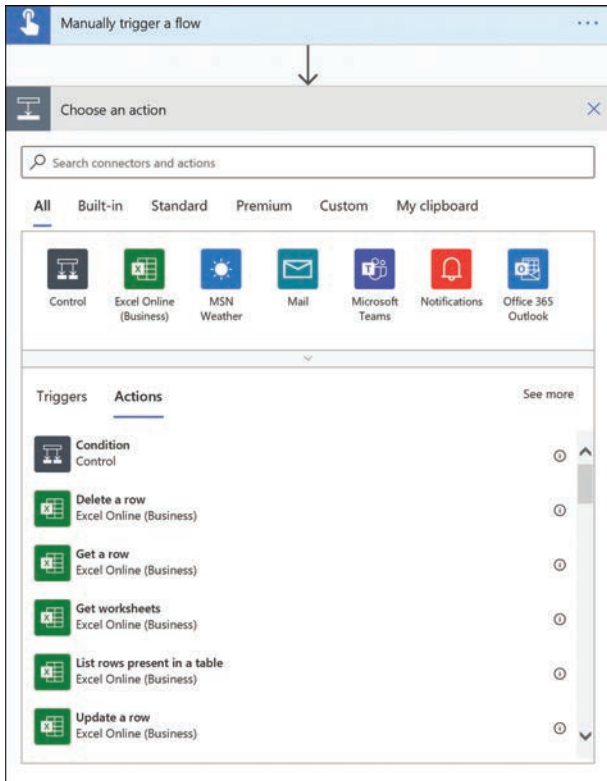 Manually trigger a flow
Choose an action
Search connectors and actions
All Built-in Standard Premium Custom My clipboard
Control Excel Online (Business) MSN Weather Mail Microsoft Teams Notifications Office 365 Outlook
Triggers Actions See more
Condition
Control
Delete a row
Excel Online (Business)
Get a row
Excel Online (Business)
Get worksheets
Excel Online (Business)
List rows present in a table
Excel Online (Business)
Update a row
Excel Online (Business)